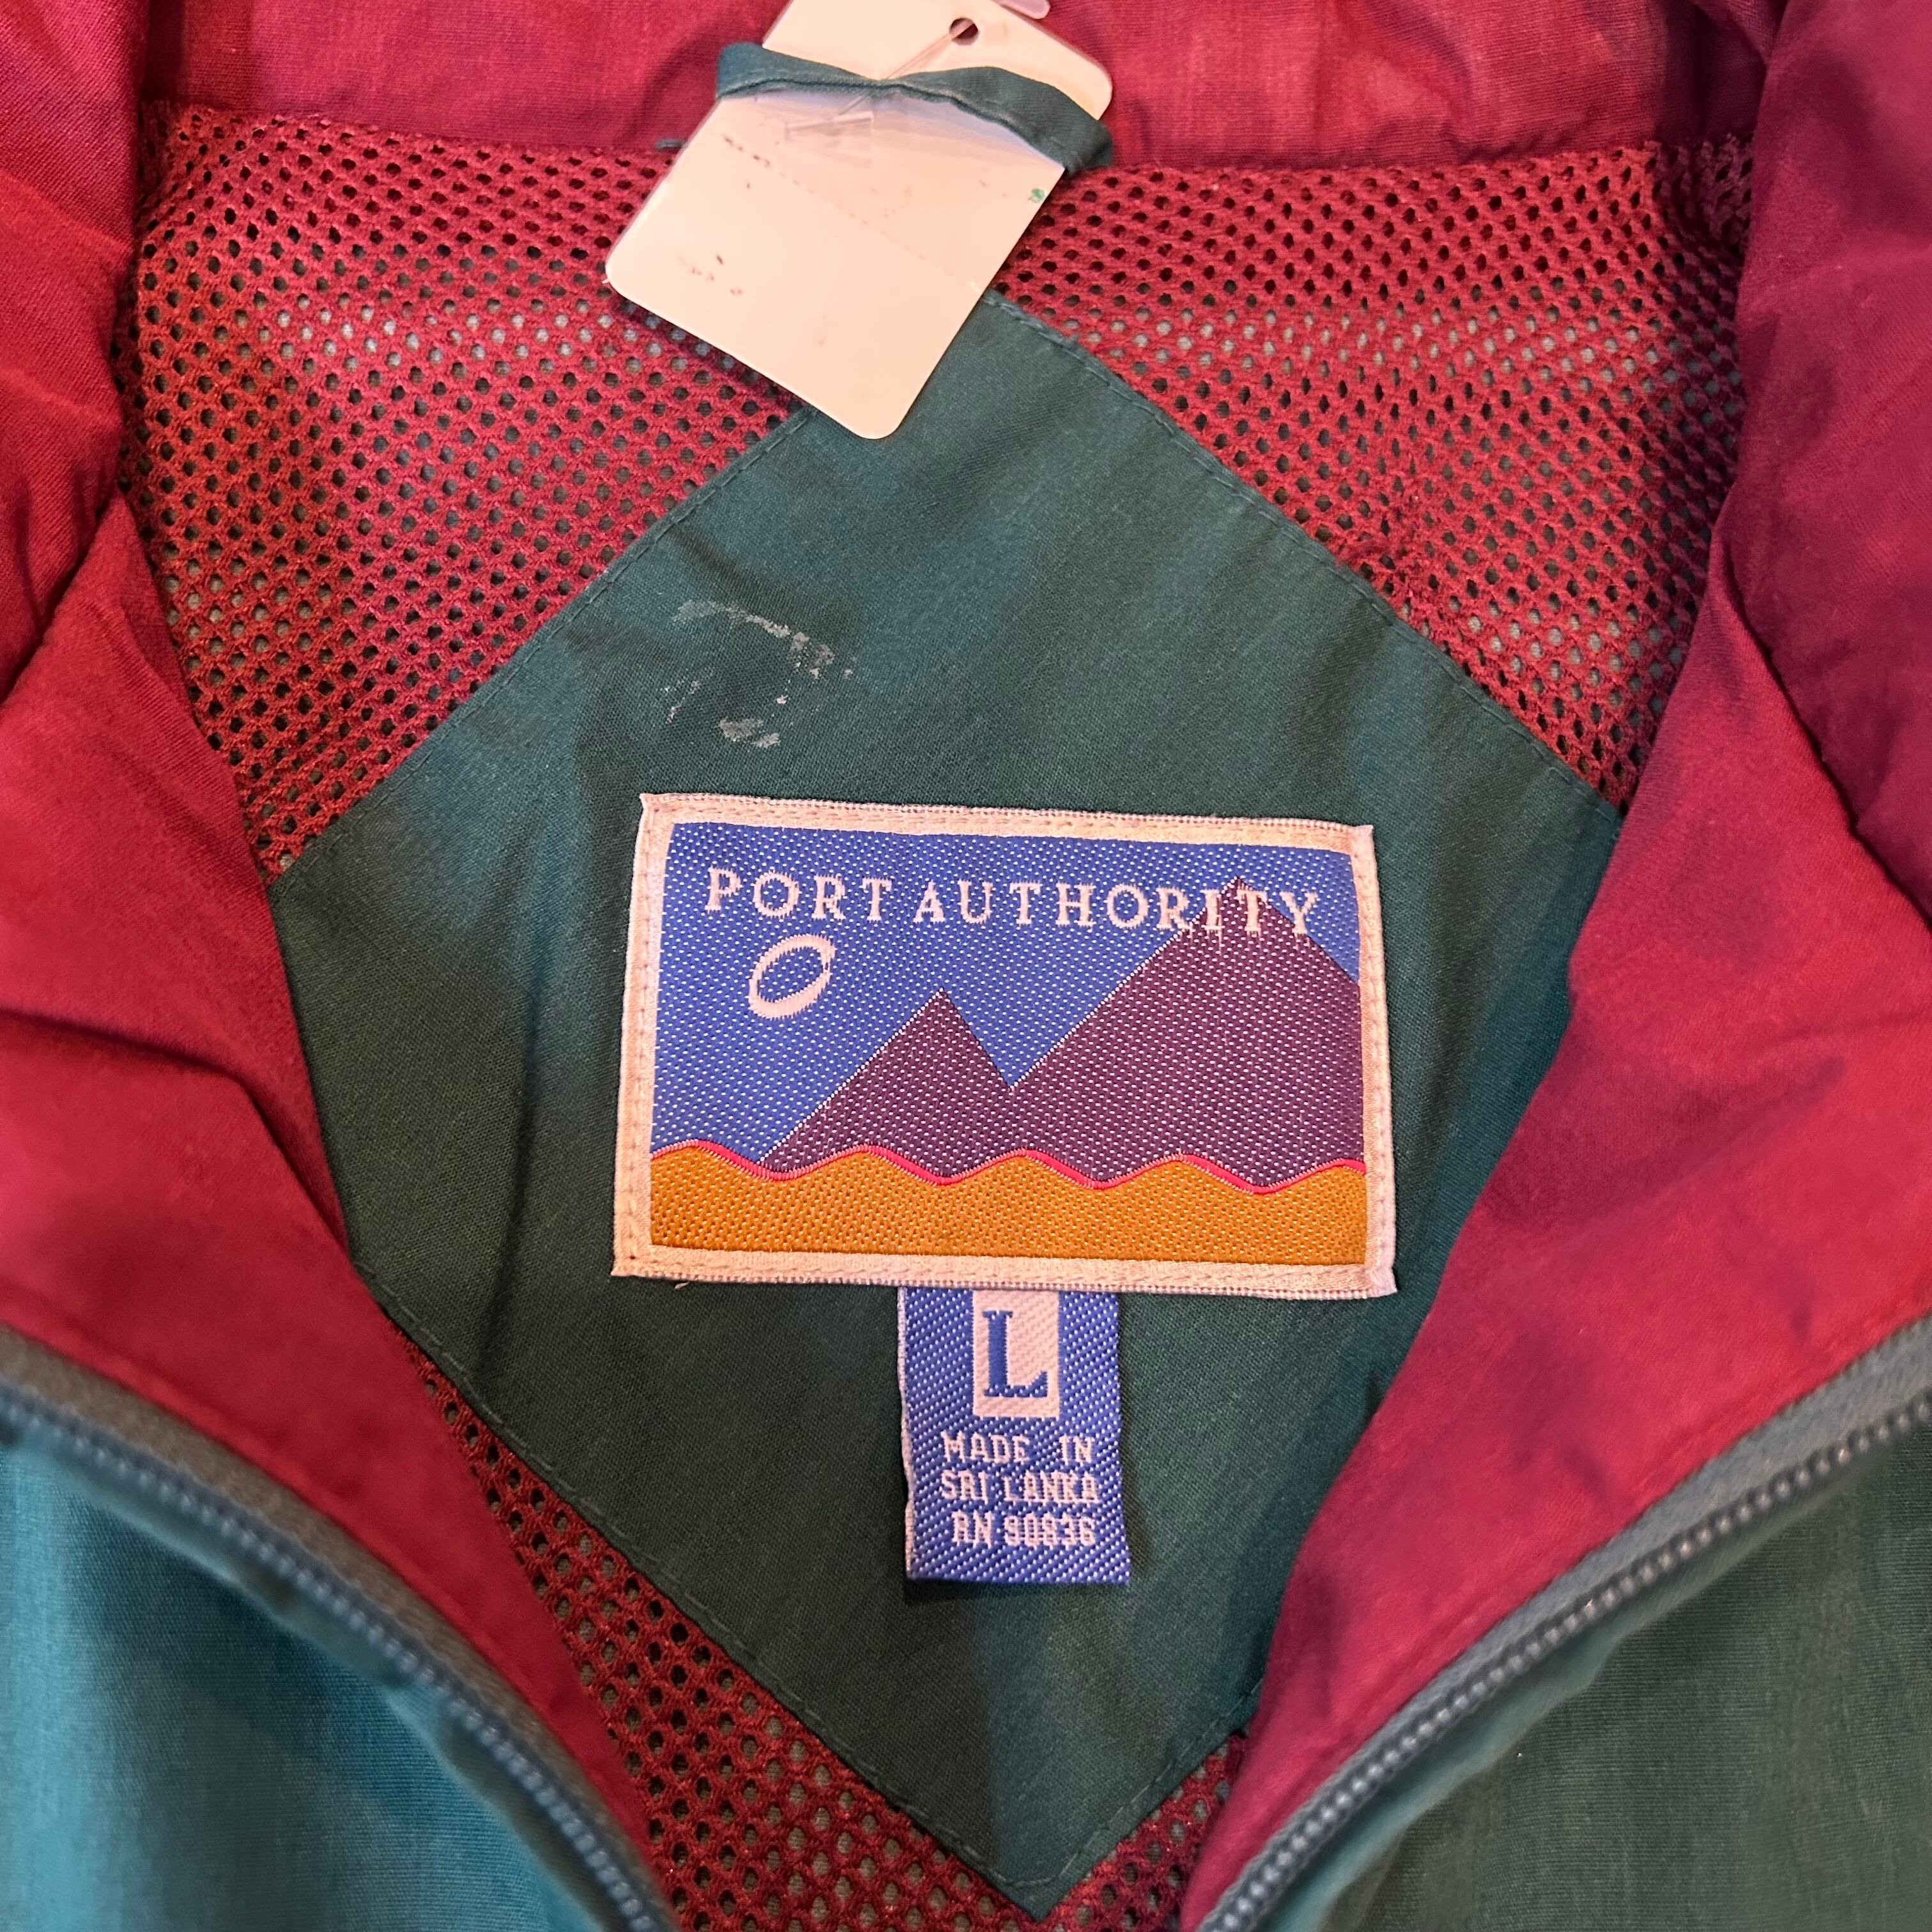 PORT AUTHORITY
L
MADE IN
SRI LANKA
RN 90836